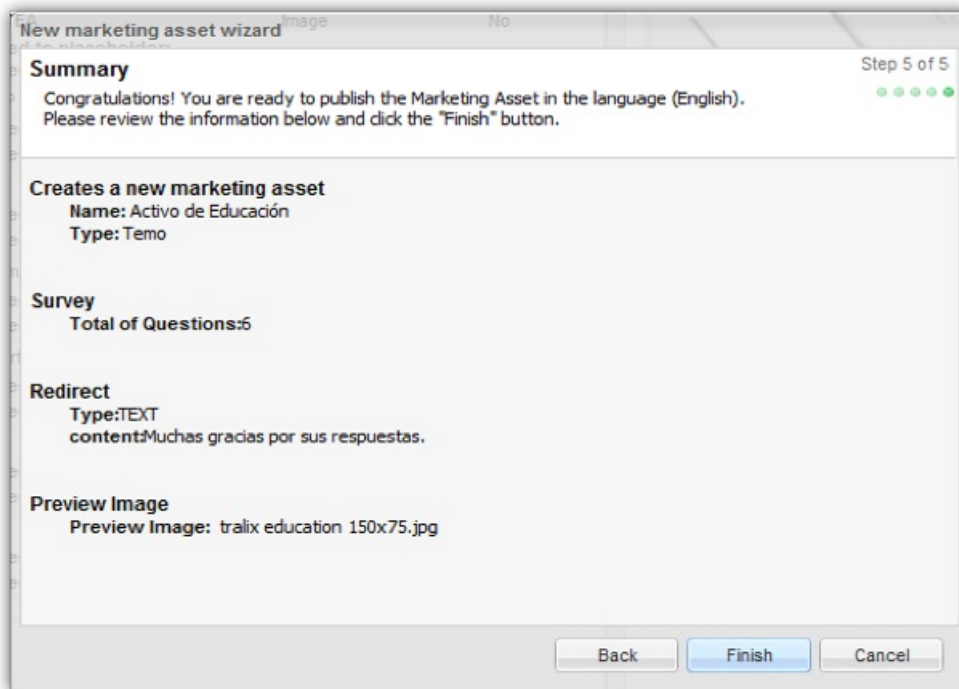 Image No
New marketing asset wizard
Summary
Step 5 of 5
Congratulations! You are ready to publish the Marketing Asset in the language (English).
Please review the information below and click the "Finish" button.
Creates a new marketing asset
Name: Activo de Educación
Type: Temo
Survey
Total of Questions:6
Redirect
Type:TEXT
content:Muchas gracias por sus respuestas.
Preview Image
Preview Image: tralix education 150x75.jpg
Back Finish Cancel